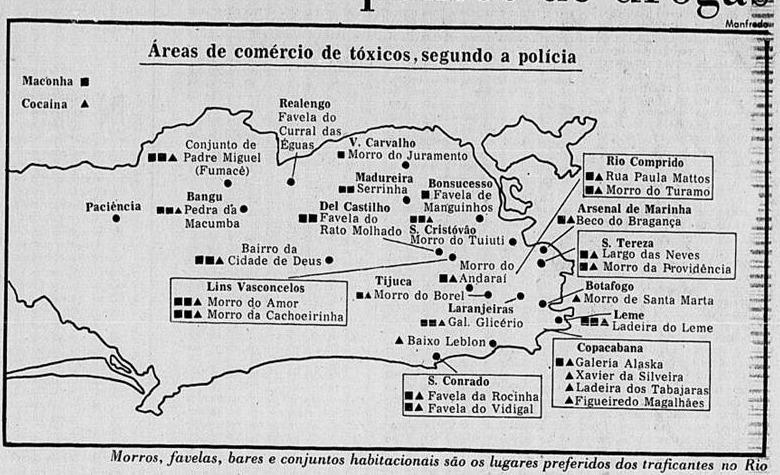 Manfredo
Áreas de comércio de tóxicos, segundo a polícia
Maconha ■
Cocaina ▲
Realengo
Favela do
Curral das
Éguas
Conjunto de
■■▲ Padre Miguel
(Fumacê)
V. Carvalho
■ Morro do Juramento
Madureira
■■ Serrinha
Bonsucesso
■ Favela de
Manguinhos
■■▲
Rio Comprido
■▲ Rua Paula Mattos
■▲ Morro do Turamo
Paciência
Bangu
■■▲ Pedra da
Macumba
Del Castilho
■■ Favela do
Rato Molhado
S. Cristóvão
Morro do Tuiuti
Arsenal de Marinha
■▲ Beco do Bragança
S. Tereza
■▲ Largo das Neves
■▲ Morro da Providência
Bairro da
■■▲ Cidade de Deus
Morro do
■▲ Andaraí
Lins Vasconcelos
■■▲ Morro do Amor
■■▲ Morro da Cachoeirinha
Tijuca
■▲ Morro do Borel
Botafogo
▲ Morro de Santa Marta
Laranjeiras
■■▲ Gal. Glicério
Leme
■■▲ Ladeira do Leme
▲ Baixo Leblon
Copacabana
■▲ Galeria Alaska
▲ Xavier da Silveira
▲ Ladeira dos Tabajaras
▲ Figueiredo Magalhães
S. Conrado
■▲ Favela da Rocinha
■▲ Favela do Vidigal
Morros, favelas, bares e conjuntos habitacionais são os lugares preferidos dos traficantes no Rio